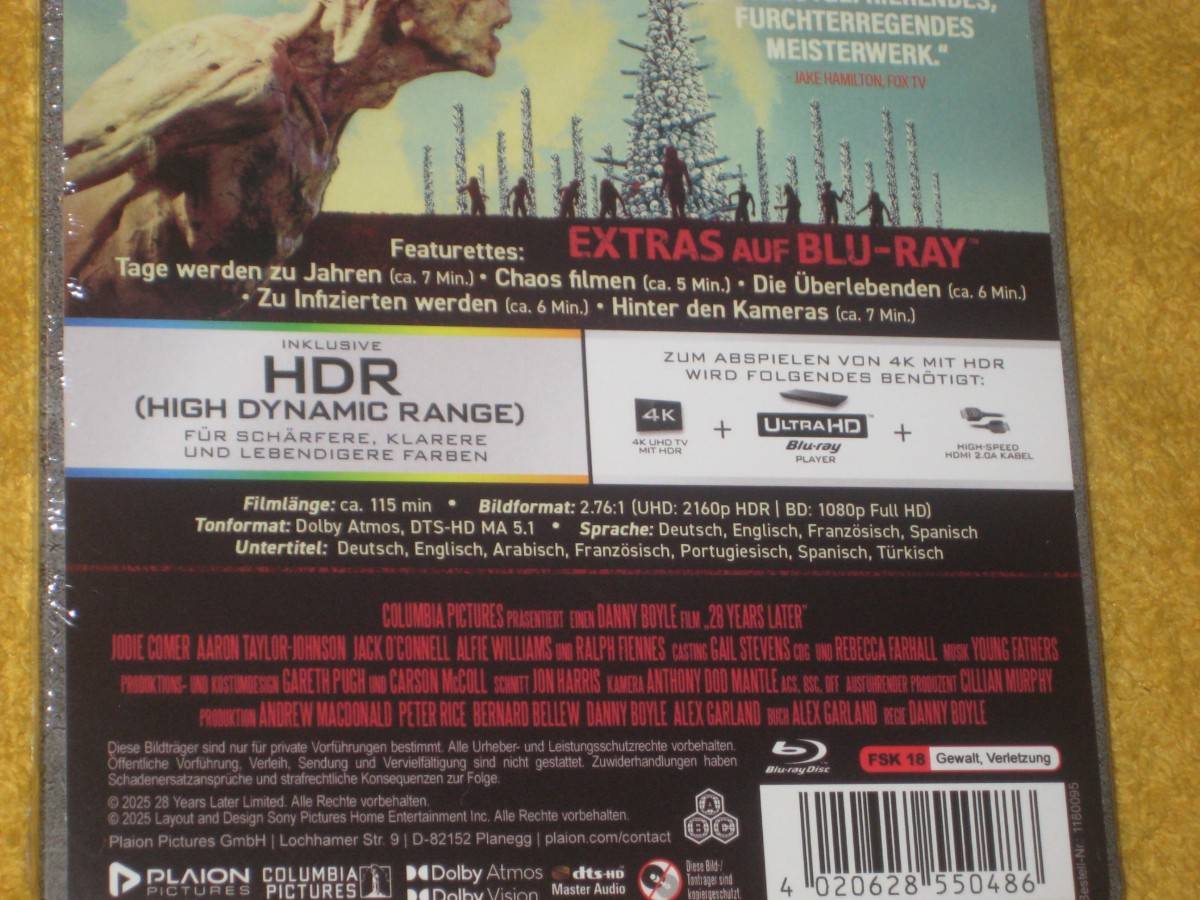 FURCHTERREGENDES
MEISTERWERK."
- JAKE HAMILTON, FOX TV
Featurettes: EXTRAS AUF BLU-RAY™
Tage werden zu Jahren (ca. 7 Min.) • Chaos filmen (ca. 5 Min.) • Die Überlebenden (ca. 6 Min.)
• Zu Infizierten werden (ca. 6 Min.) • Hinter den Kameras (ca. 7 Min.)
INKLUSIVE
HDR
(HIGH DYNAMIC RANGE)
FÜR SCHÄRFERE, KLARERE
UND LEBENDIGERE FARBEN
ZUM ABSPIELEN VON 4K MIT HDR
WIRD FOLGENDES BENÖTIGT:
4K
4K UHD TV
MIT HDR
+
ULTRA HD
Blu-ray
PLAYER
+
HIGH-SPEED
HDMI 2.0A KABEL
Filmlänge: ca. 115 min • Bildformat: 2.76:1 (UHD: 2160p HDR | BD: 1080p Full HD)
Tonformat: Dolby Atmos, DTS-HD MA 5.1 • Sprache: Deutsch, Englisch, Französisch, Spanisch
Untertitel: Deutsch, Englisch, Arabisch, Französisch, Portugiesisch, Spanisch, Türkisch
COLUMBIA PICTURES PRÄSENTIERT EINEN DANNY BOYLE FILM „28 YEARS LATER"
JODIE COMER AARON TAYLOR-JOHNSON JACK O'CONNELL ALFIE WILLIAMS UND RALPH FIENNES CASTING GAIL STEVENS CDG UND REBECCA FARHALL MUSIK YOUNG FATHERS
PRODUKTIONS- UND KOSTÜMDESIGN GARETH PUGH UND CARSON McCOLL SCHNITT JON HARRIS KAMERA ANTHONY DOD MANTLE ACS, BSC, DFF AUSFÜHRENDER PRODUZENT CILLIAN MURPHY
PRODUKTION ANDREW MACDONALD PETER RICE BERNARD BELLEW DANNY BOYLE ALEX GARLAND BUCH ALEX GARLAND REGIE DANNY BOYLE
Diese Bildträger sind nur für private Vorführungen bestimmt. Alle Urheber- und Leistungsschutzrechte vorbehalten.
Öffentliche Vorführung, Verleih, Sendung und Vervielfältigung sind nicht gestattet. Zuwiderhandlungen haben
Schadenersatzansprüche und strafrechtliche Konsequenzen zur Folge.
© 2025 28 Years Later Limited. Alle Rechte vorbehalten.
© 2025 Layout and Design Sony Pictures Home Entertainment Inc. Alle Rechte vorbehalten.
Plaion Pictures GmbH | Lochhamer Str. 9 | D-82152 Planegg | plaion.com/contact
Blu-ray Disc
FSK 18 Gewalt, Verletzung
A B C
PLAION
PICTURES
COLUMBIA
PICTURES
Dolby Atmos
Dolby Vision
dts-HD
Master Audio
Diese Bild-/
Tonträger sind
kopiergeschützt
4 020628 550486
Bestell-Nr. 1160095